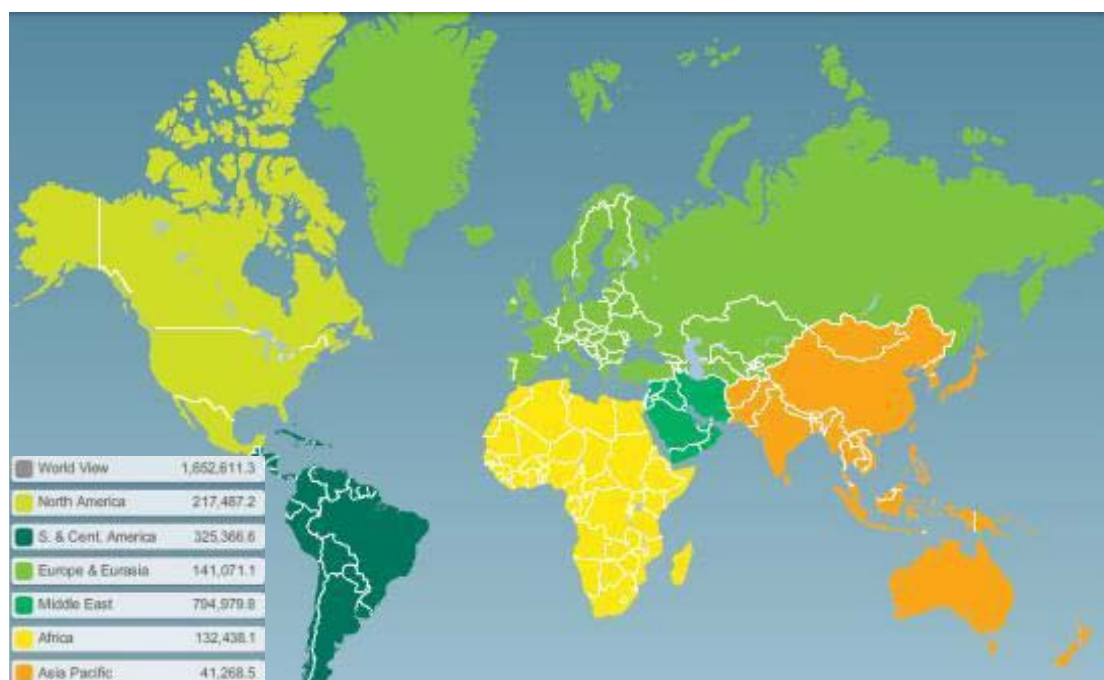 World View 1,652,611.3
North America 217,487.2
S. & Cent. America 325,366.6
Europe & Eurasia 141,071.1
Middle East 794,979.8
Africa 132,438.1
Asia Pacific 41,268.5